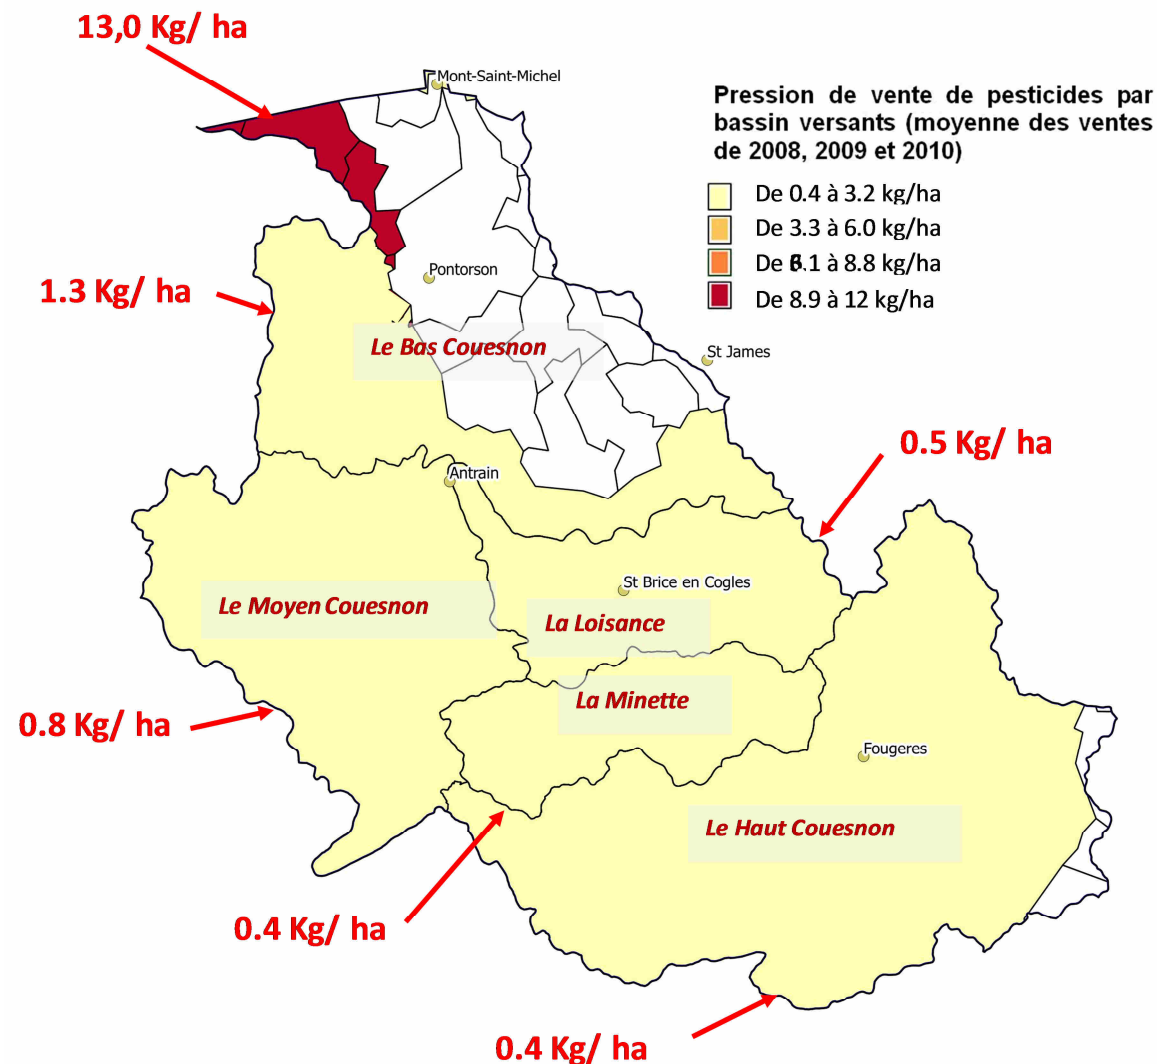 13,0 Kg/ ha
Mont-Saint-Michel
Pression de vente de pesticides par
bassin versants (moyenne des ventes
de 2008, 2009 et 2010)
De 0.4 à 3.2 kg/ha
De 3.3 à 6.0 kg/ha
De 6.1 à 8.8 kg/ha
De 8.9 à 12 kg/ha
Pontorson
1.3 Kg/ ha
Le Bas Couesnon
St James
0.5 Kg/ ha
Antrain
St Brice en Cogles
Le Moyen Couesnon
La Loisance
La Minette
0.8 Kg/ ha
Fougeres
Le Haut Couesnon
0.4 Kg/ ha
0.4 Kg/ ha